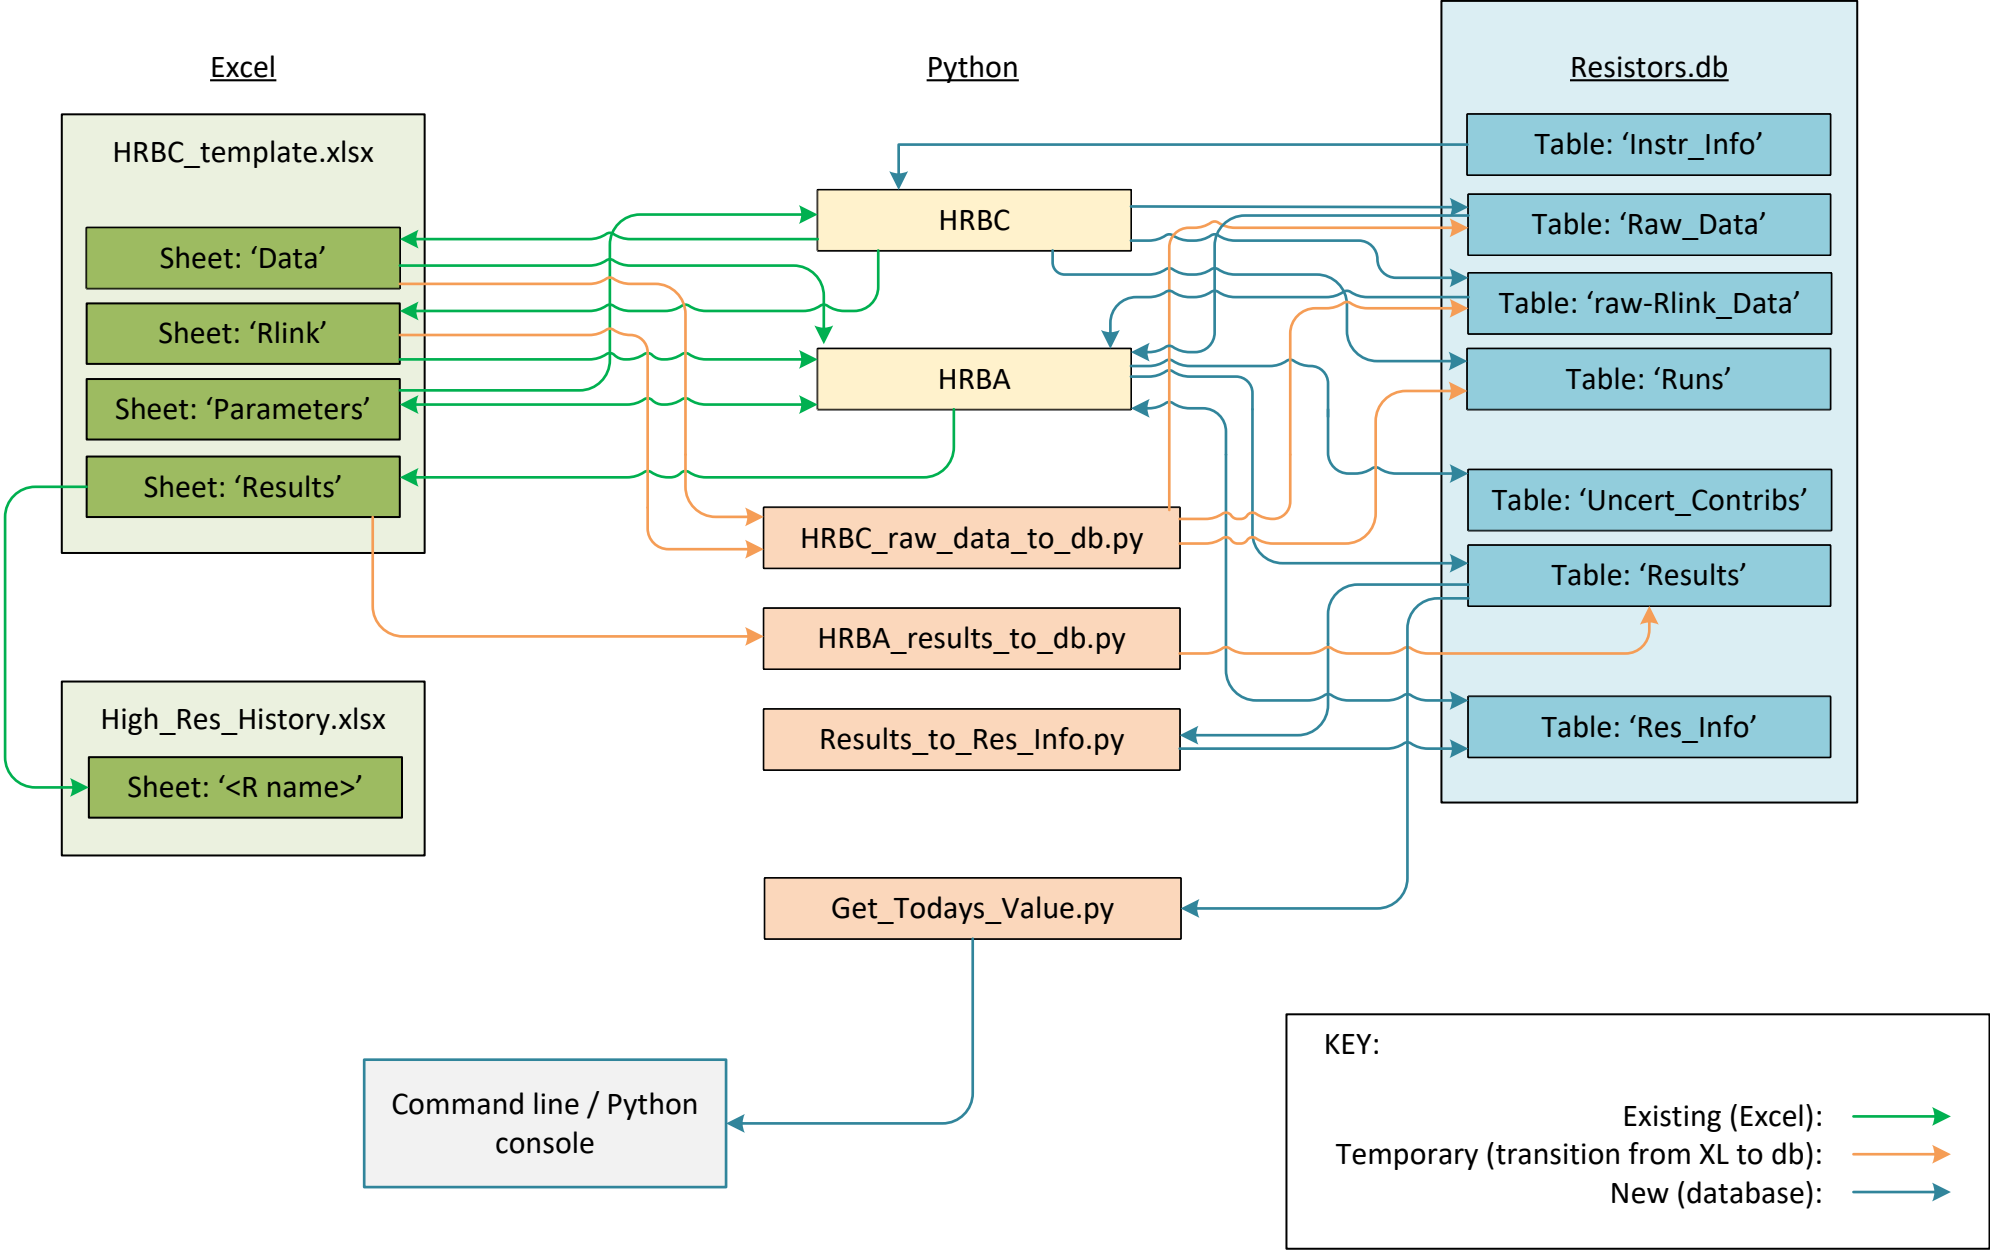 Excel
Python
Resistors.db
HRBC_template.xlsx
Sheet: ‘Data’
Sheet: ‘Rlink’
Sheet: ‘Parameters’
Sheet: ‘Results’
High_Res_History.xlsx
Sheet: ‘<R name>’
HRBC
HRBA
HRBC_raw_data_to_db.py
HRBA_results_to_db.py
Results_to_Res_Info.py
Get_Todays_Value.py
Command line / Python
console
Table: ‘Instr_Info’
Table: ‘Raw_Data’
Table: ‘raw-Rlink_Data’
Table: ‘Runs’
Table: ‘Uncert_Contribs’
Table: ‘Results’
Table: ‘Res_Info’
KEY:
Existing (Excel):
Temporary (transition from XL to db):
New (database):